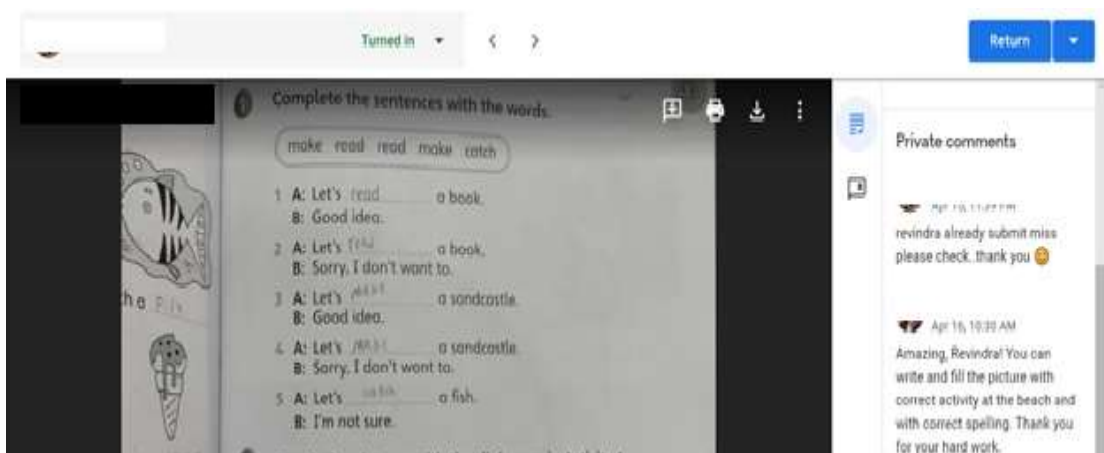 Turned in
Return
Complete the sentences with the words.
make read read make catch
1 A: Let's read a book.
B: Good idea.
2 A: Let's read a book.
B: Sorry, I don't want to.
3 A: Let's a sandcastle.
B: Good idea.
4 A: Let's a sandcastle.
B: Sorry, I don't want to.
5 A: Let's catch a fish.
B: I'm not sure.
Private comments
revindra already submit miss
please check. thank you
Apr 16, 10:30 AM
Amazing, Revindra! You can
write and fill the picture with
correct activity at the beach and
with correct spelling. Thank you
for your hard work.